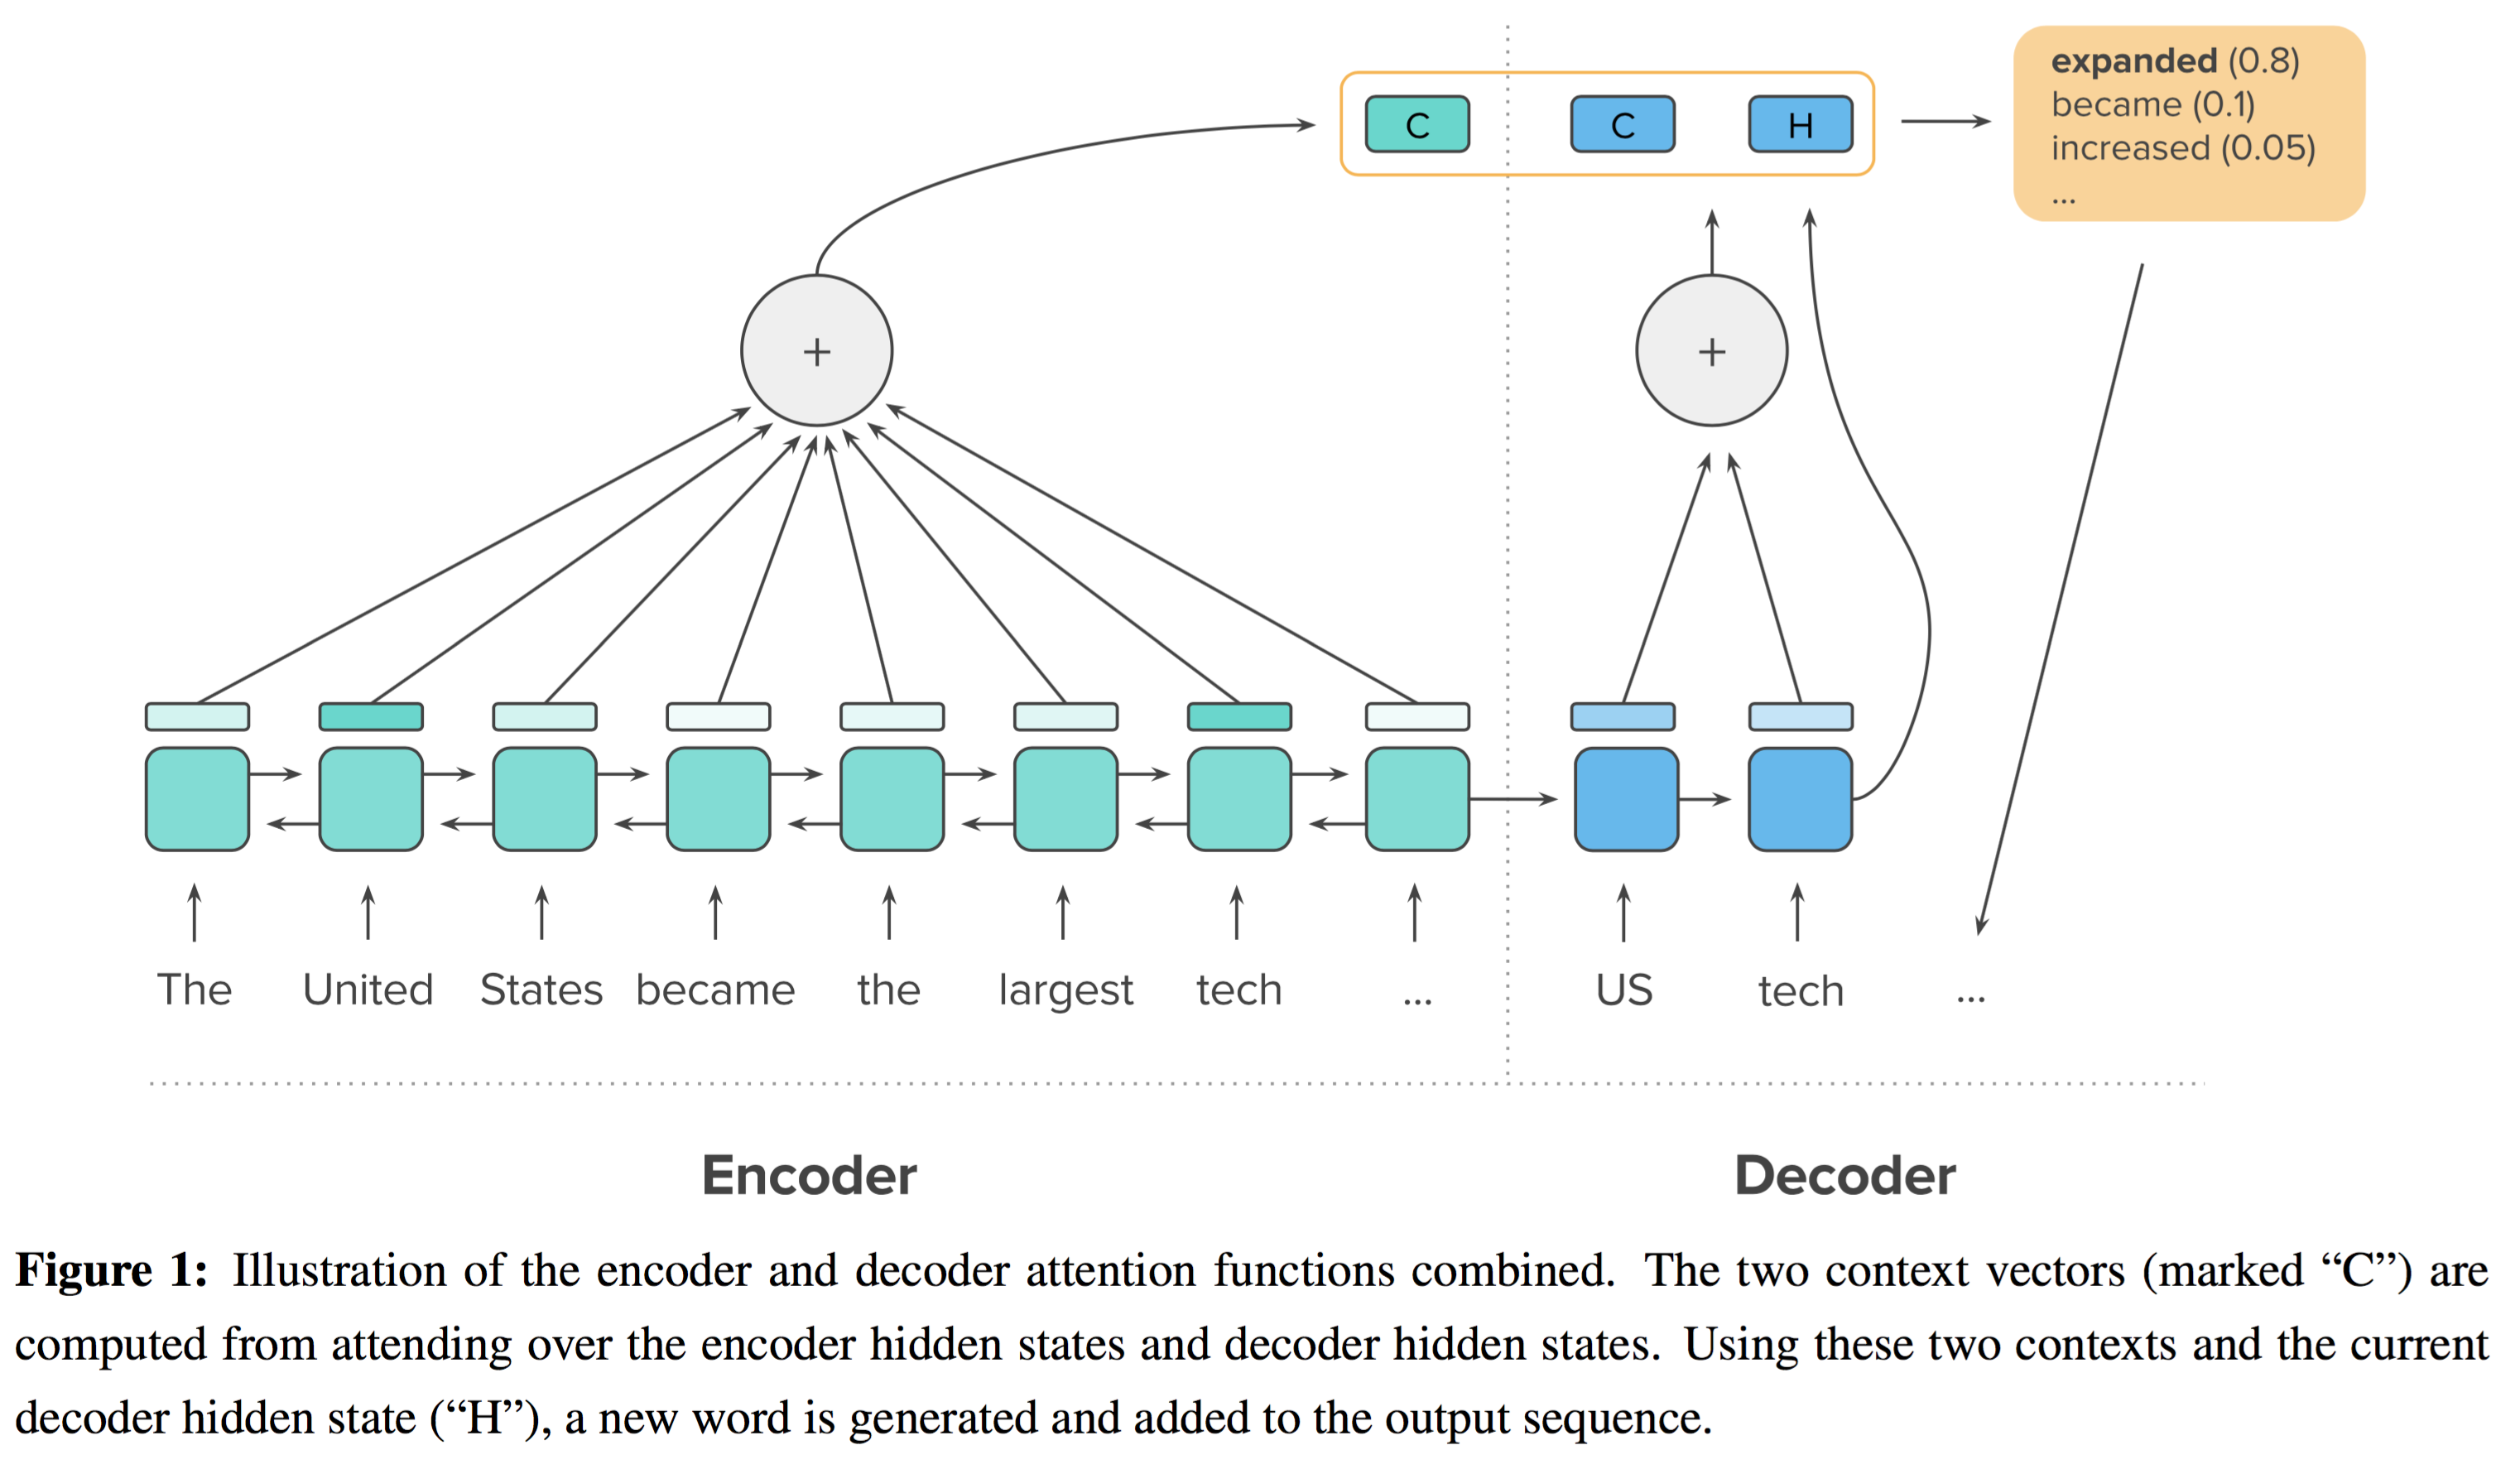 expanded (0.8)
became (0.1)
increased (0.05)
...
C C H
+ +
The United States became the largest tech ... US tech ...
Encoder Decoder
Figure 1: Illustration of the encoder and decoder attention functions combined. The two context vectors (marked “C”) are
computed from attending over the encoder hidden states and decoder hidden states. Using these two contexts and the current
decoder hidden state (“H”), a new word is generated and added to the output sequence.